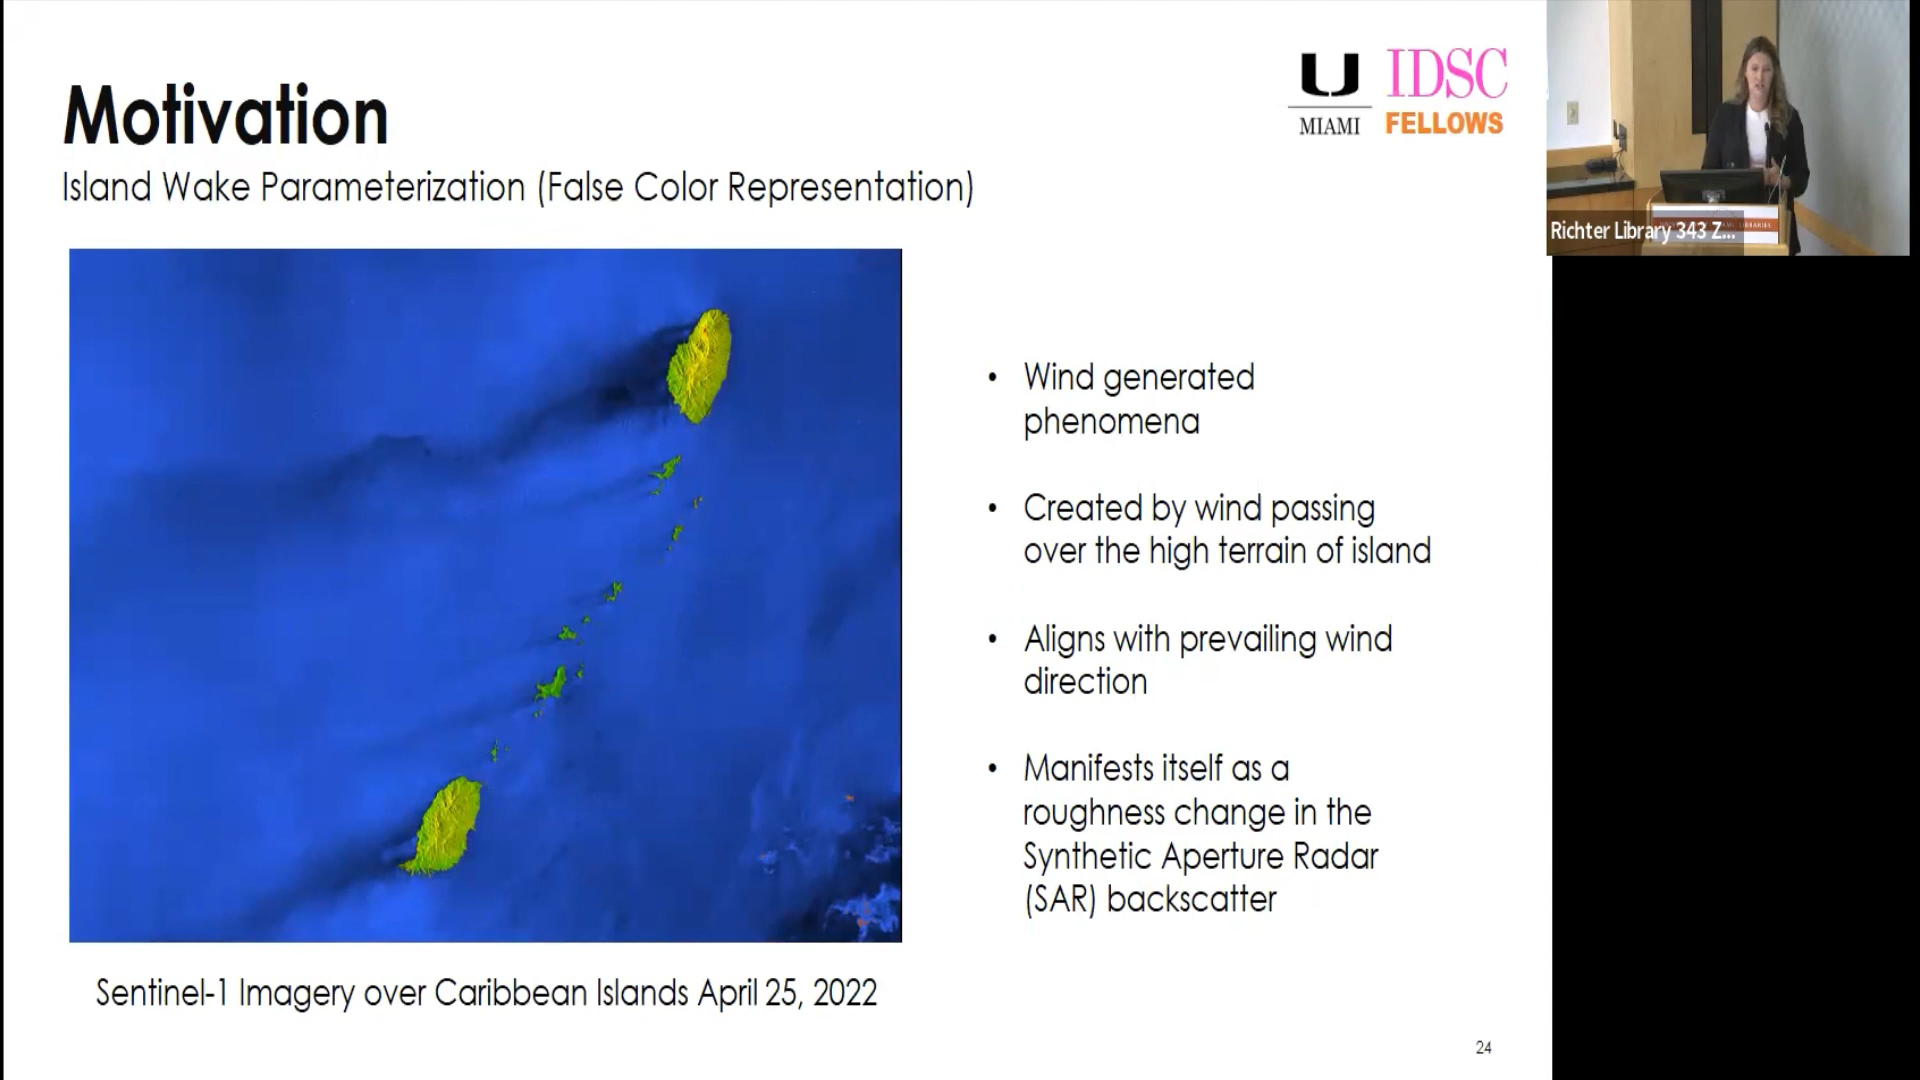 Motivation
Island Wake Parameterization (False Color Representation)
U
MIAMI
IDSC
FELLOWS
Wind generated
phenomena
Created by wind passing
over the high terrain of island
Aligns with prevailing wind
direction
Manifests itself as a
roughness change in the
Synthetic Aperture Radar
(SAR) backscatter
Sentinel-1 Imagery over Caribbean Islands April 25, 2022
24
Richter Library 343 Z...
LIBRARIES